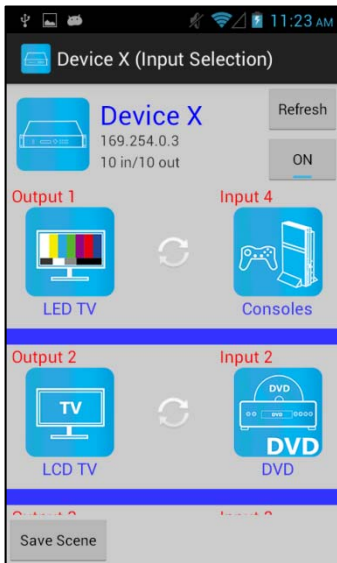 11:23 AM
Device X (Input Selection)
Device X
Refresh
169.254.0.3
10 in/10 out
ON
Output 1
Input 4
LED TV
Consoles
Output 2
Input 2
TV
DVD
DVD
DVD
LCD TV
DVD
Save Scene